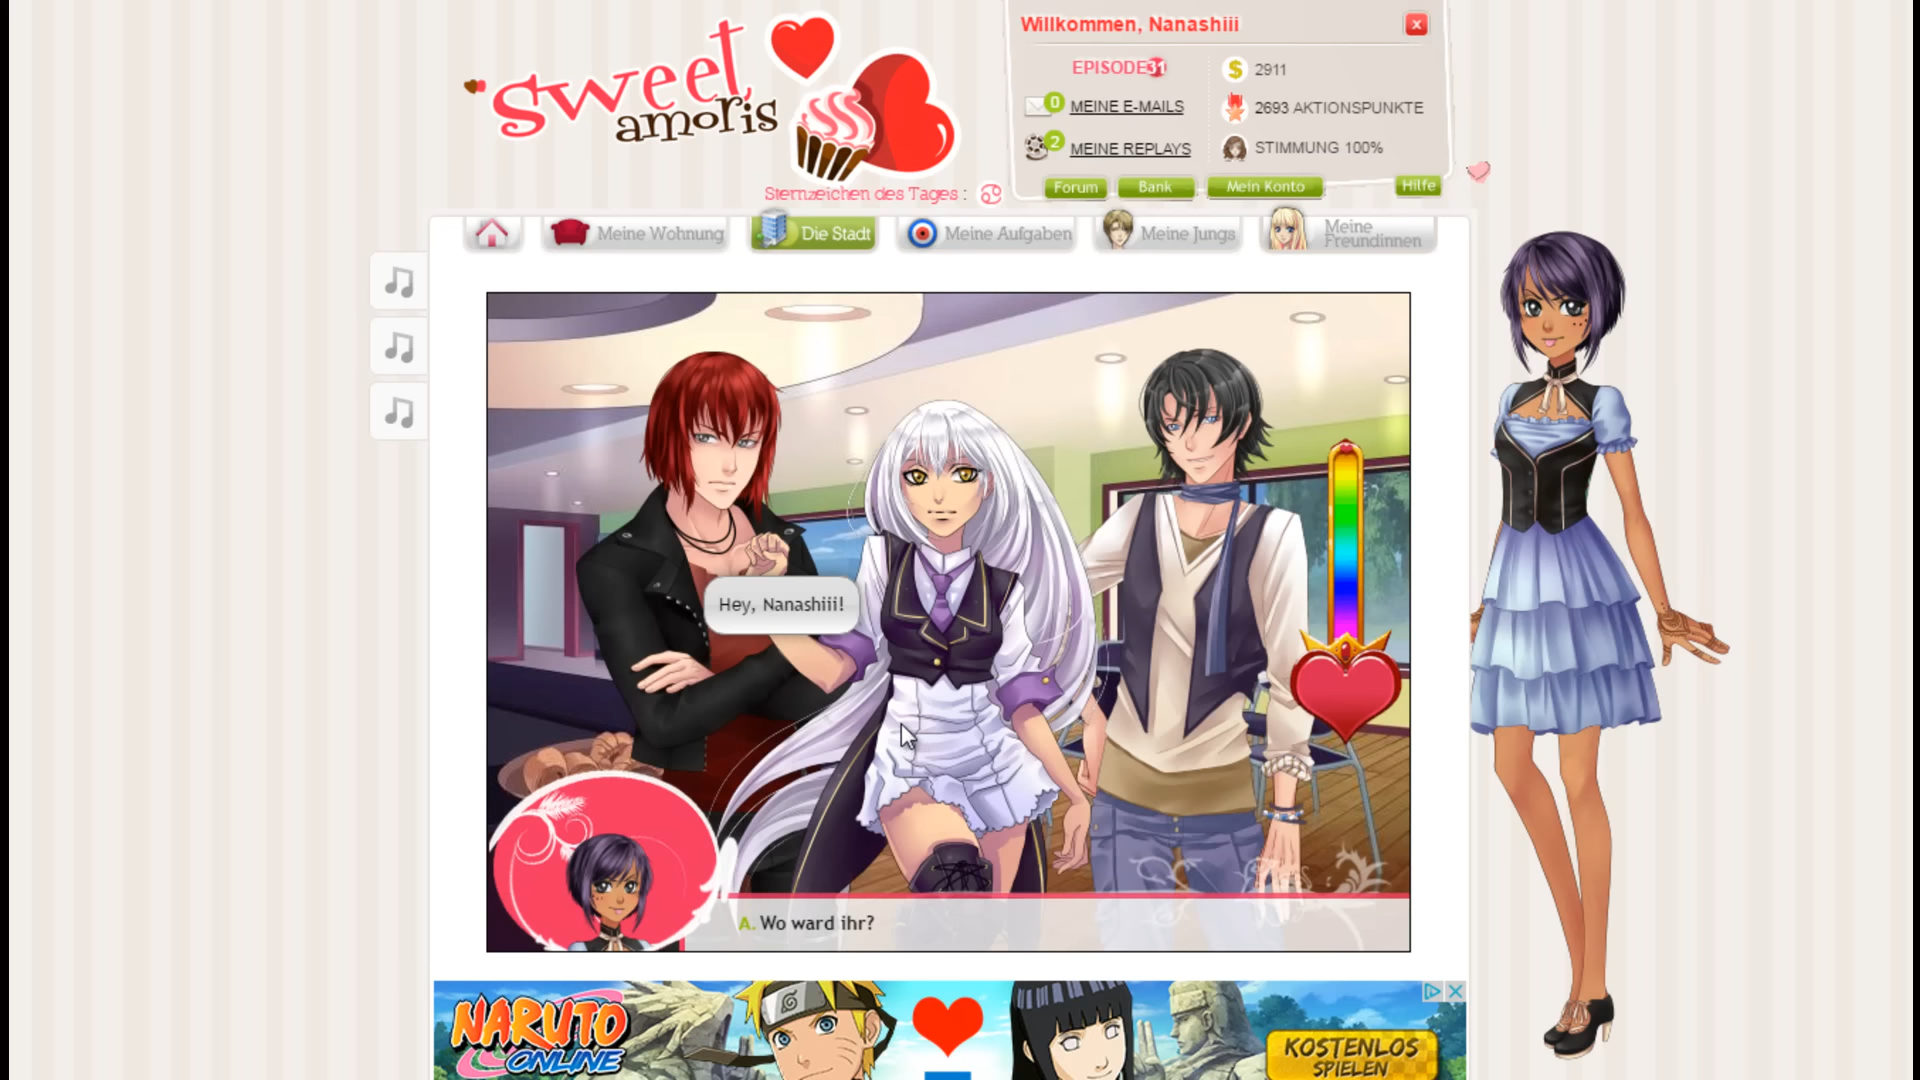 sweet
amoris
Sternzeichen des Tages :
Willkommen, Nanashiii
x
EPISODE 31
$ 2911
0 MEINE E-MAILS
2693 AKTIONSPUNKTE
2 MEINE REPLAYS
STIMMUNG 100%
Forum
Bank
Mein Konto
Hilfe
Meine Wohnung
Die Stadt
Meine Aufgaben
Meine Jungs
Meine
Freundinnen
Hey, Nanashiii!
A. Wo ward ihr?
NARUTO
ONLINE
KOSTENLOS
SPIELEN